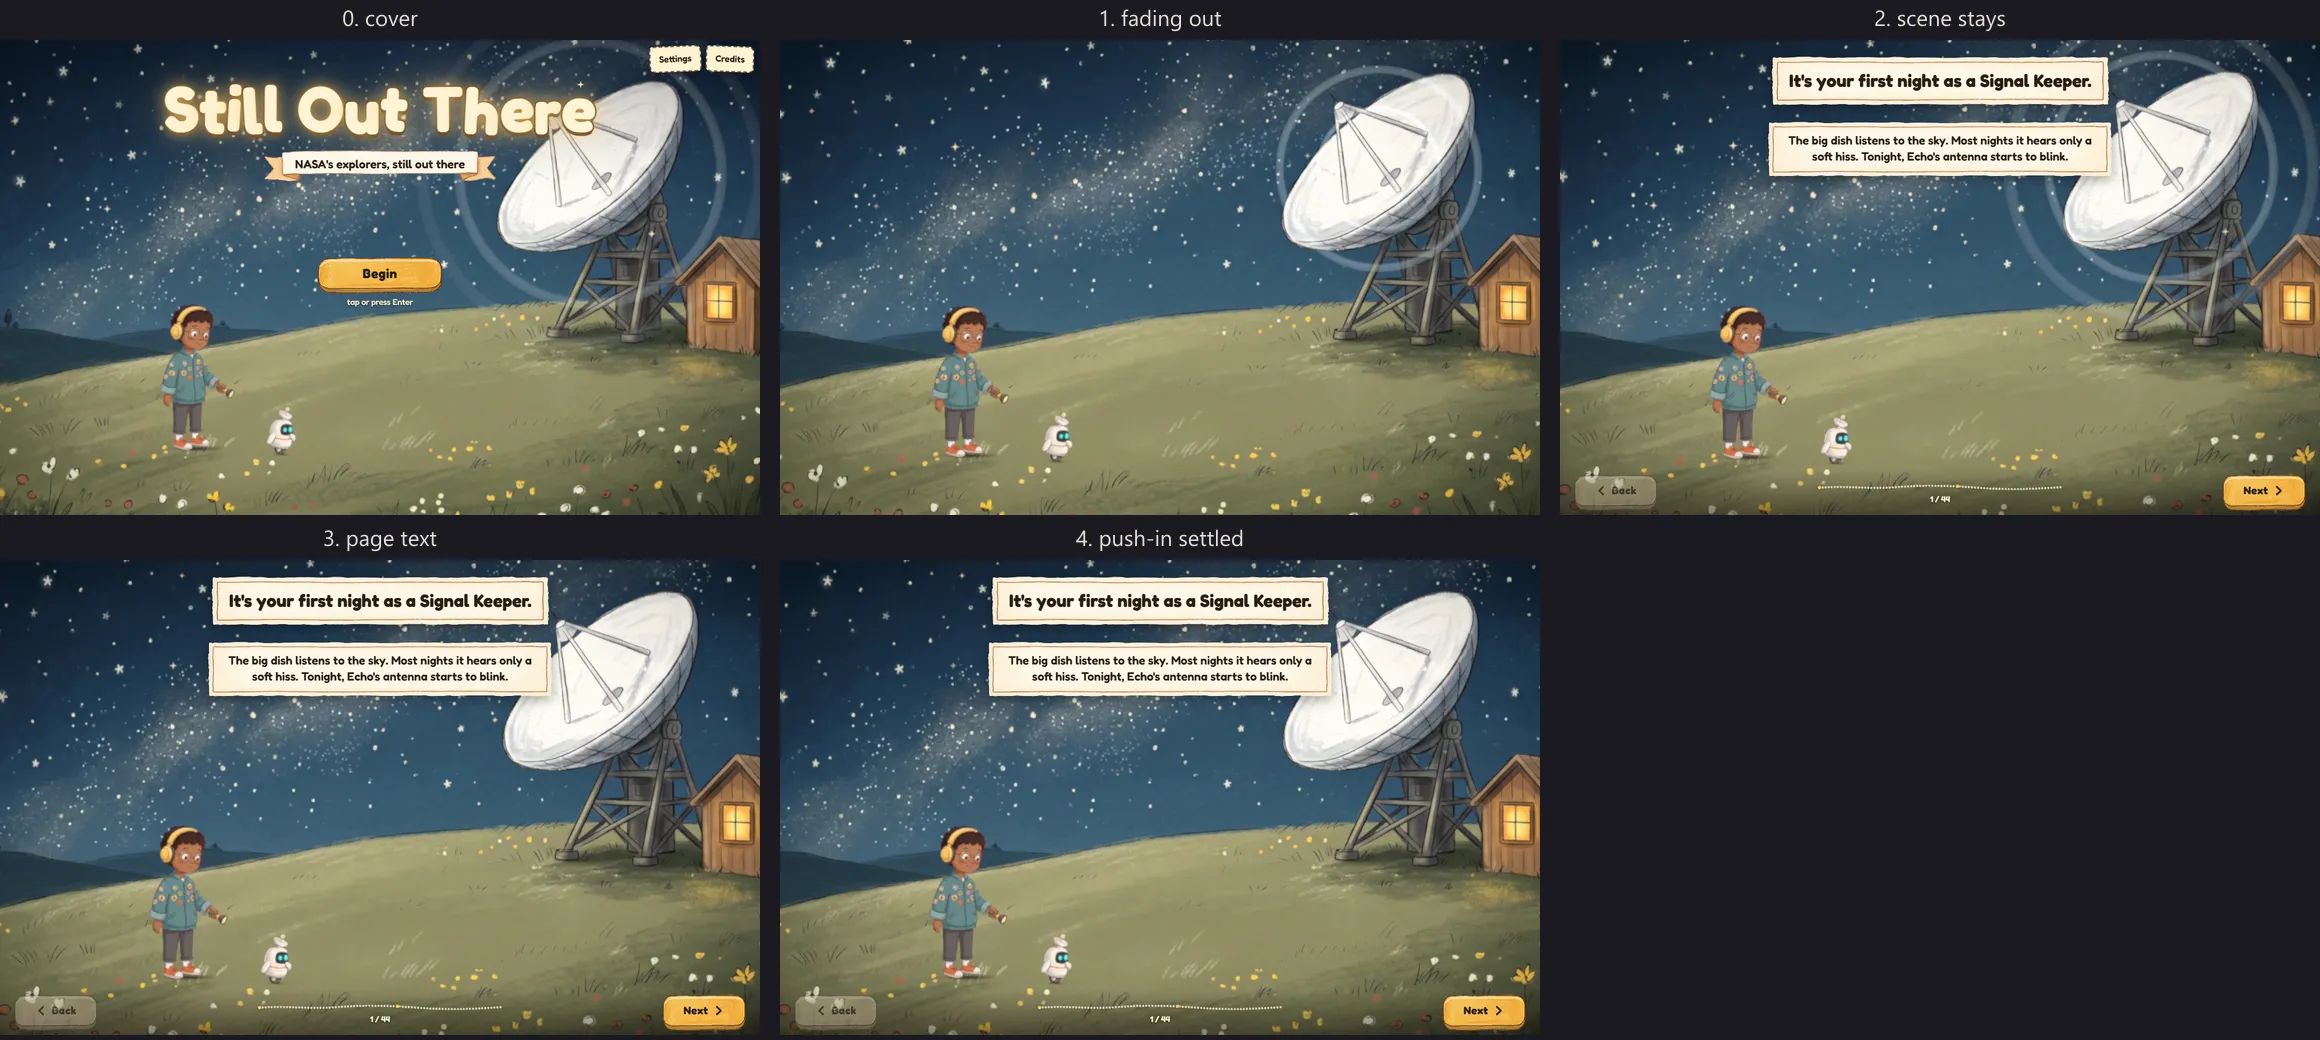 0. cover
Settings
Credits
Still Out There
NASA's explorers, still out there
Begin
tap or press Enter
1. fading out
2. scene stays
It's your first night as a Signal Keeper.
The big dish listens to the sky. Most nights it hears only a
soft hiss. Tonight, Echo's antenna starts to blink.
Back
1 / 44
Next
3. page text
It's your first night as a Signal Keeper.
The big dish listens to the sky. Most nights it hears only a
soft hiss. Tonight, Echo's antenna starts to blink.
Back
1 / 44
Next
4. push-in settled
It's your first night as a Signal Keeper.
The big dish listens to the sky. Most nights it hears only a
soft hiss. Tonight, Echo's antenna starts to blink.
Back
1 / 44
Next